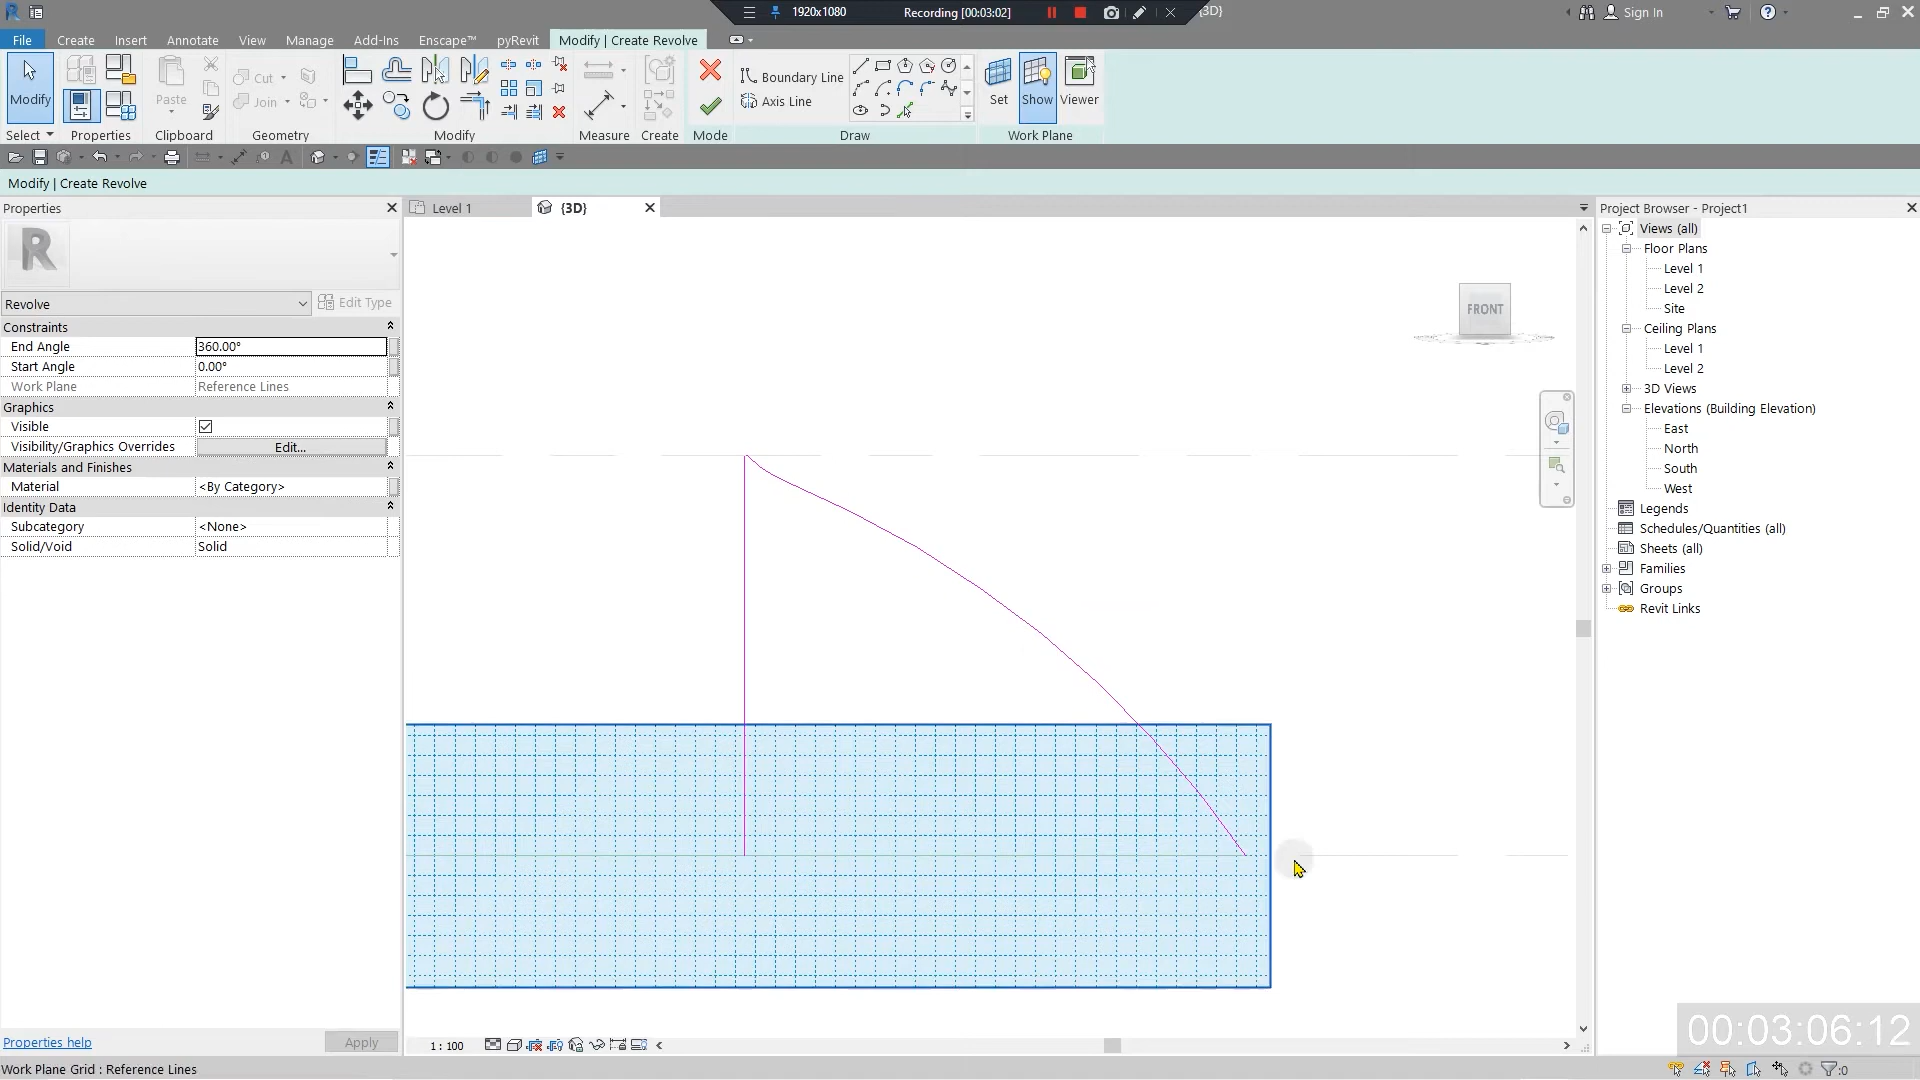 1920x1080
Recording [00:03:02]
{3D}
Sign In
File
Create
Insert
Annotate
View
Manage
Add-Ins
Enscape™
pyRevit
Modify | Create Revolve
Modify
Paste
Cut
Join
Boundary Line
Axis Line
Set
Show
Viewer
Select
Properties
Clipboard
Geometry
Modify
Measure
Create
Mode
Draw
Work Plane
Modify | Create Revolve
Properties
Level 1
{3D}
Project Browser - Project1
R
Revolve
Edit Type
Constraints
End Angle
360.00°
Start Angle
0.00°
Work Plane
Reference Lines
Graphics
Visible
Visibility/Graphics Overrides
Edit...
Materials and Finishes
Material
<By Category>
Identity Data
Subcategory
<None>
Solid/Void
Solid
FRONT
Views (all)
Floor Plans
Level 1
Level 2
Site
Ceiling Plans
Level 1
Level 2
3D Views
Elevations (Building Elevation)
East
North
South
West
Legends
Schedules/Quantities (all)
Sheets (all)
Families
Groups
Revit Links
Properties help
Apply
1 : 100
00:03:06:12
Work Plane Grid : Reference Lines
:0